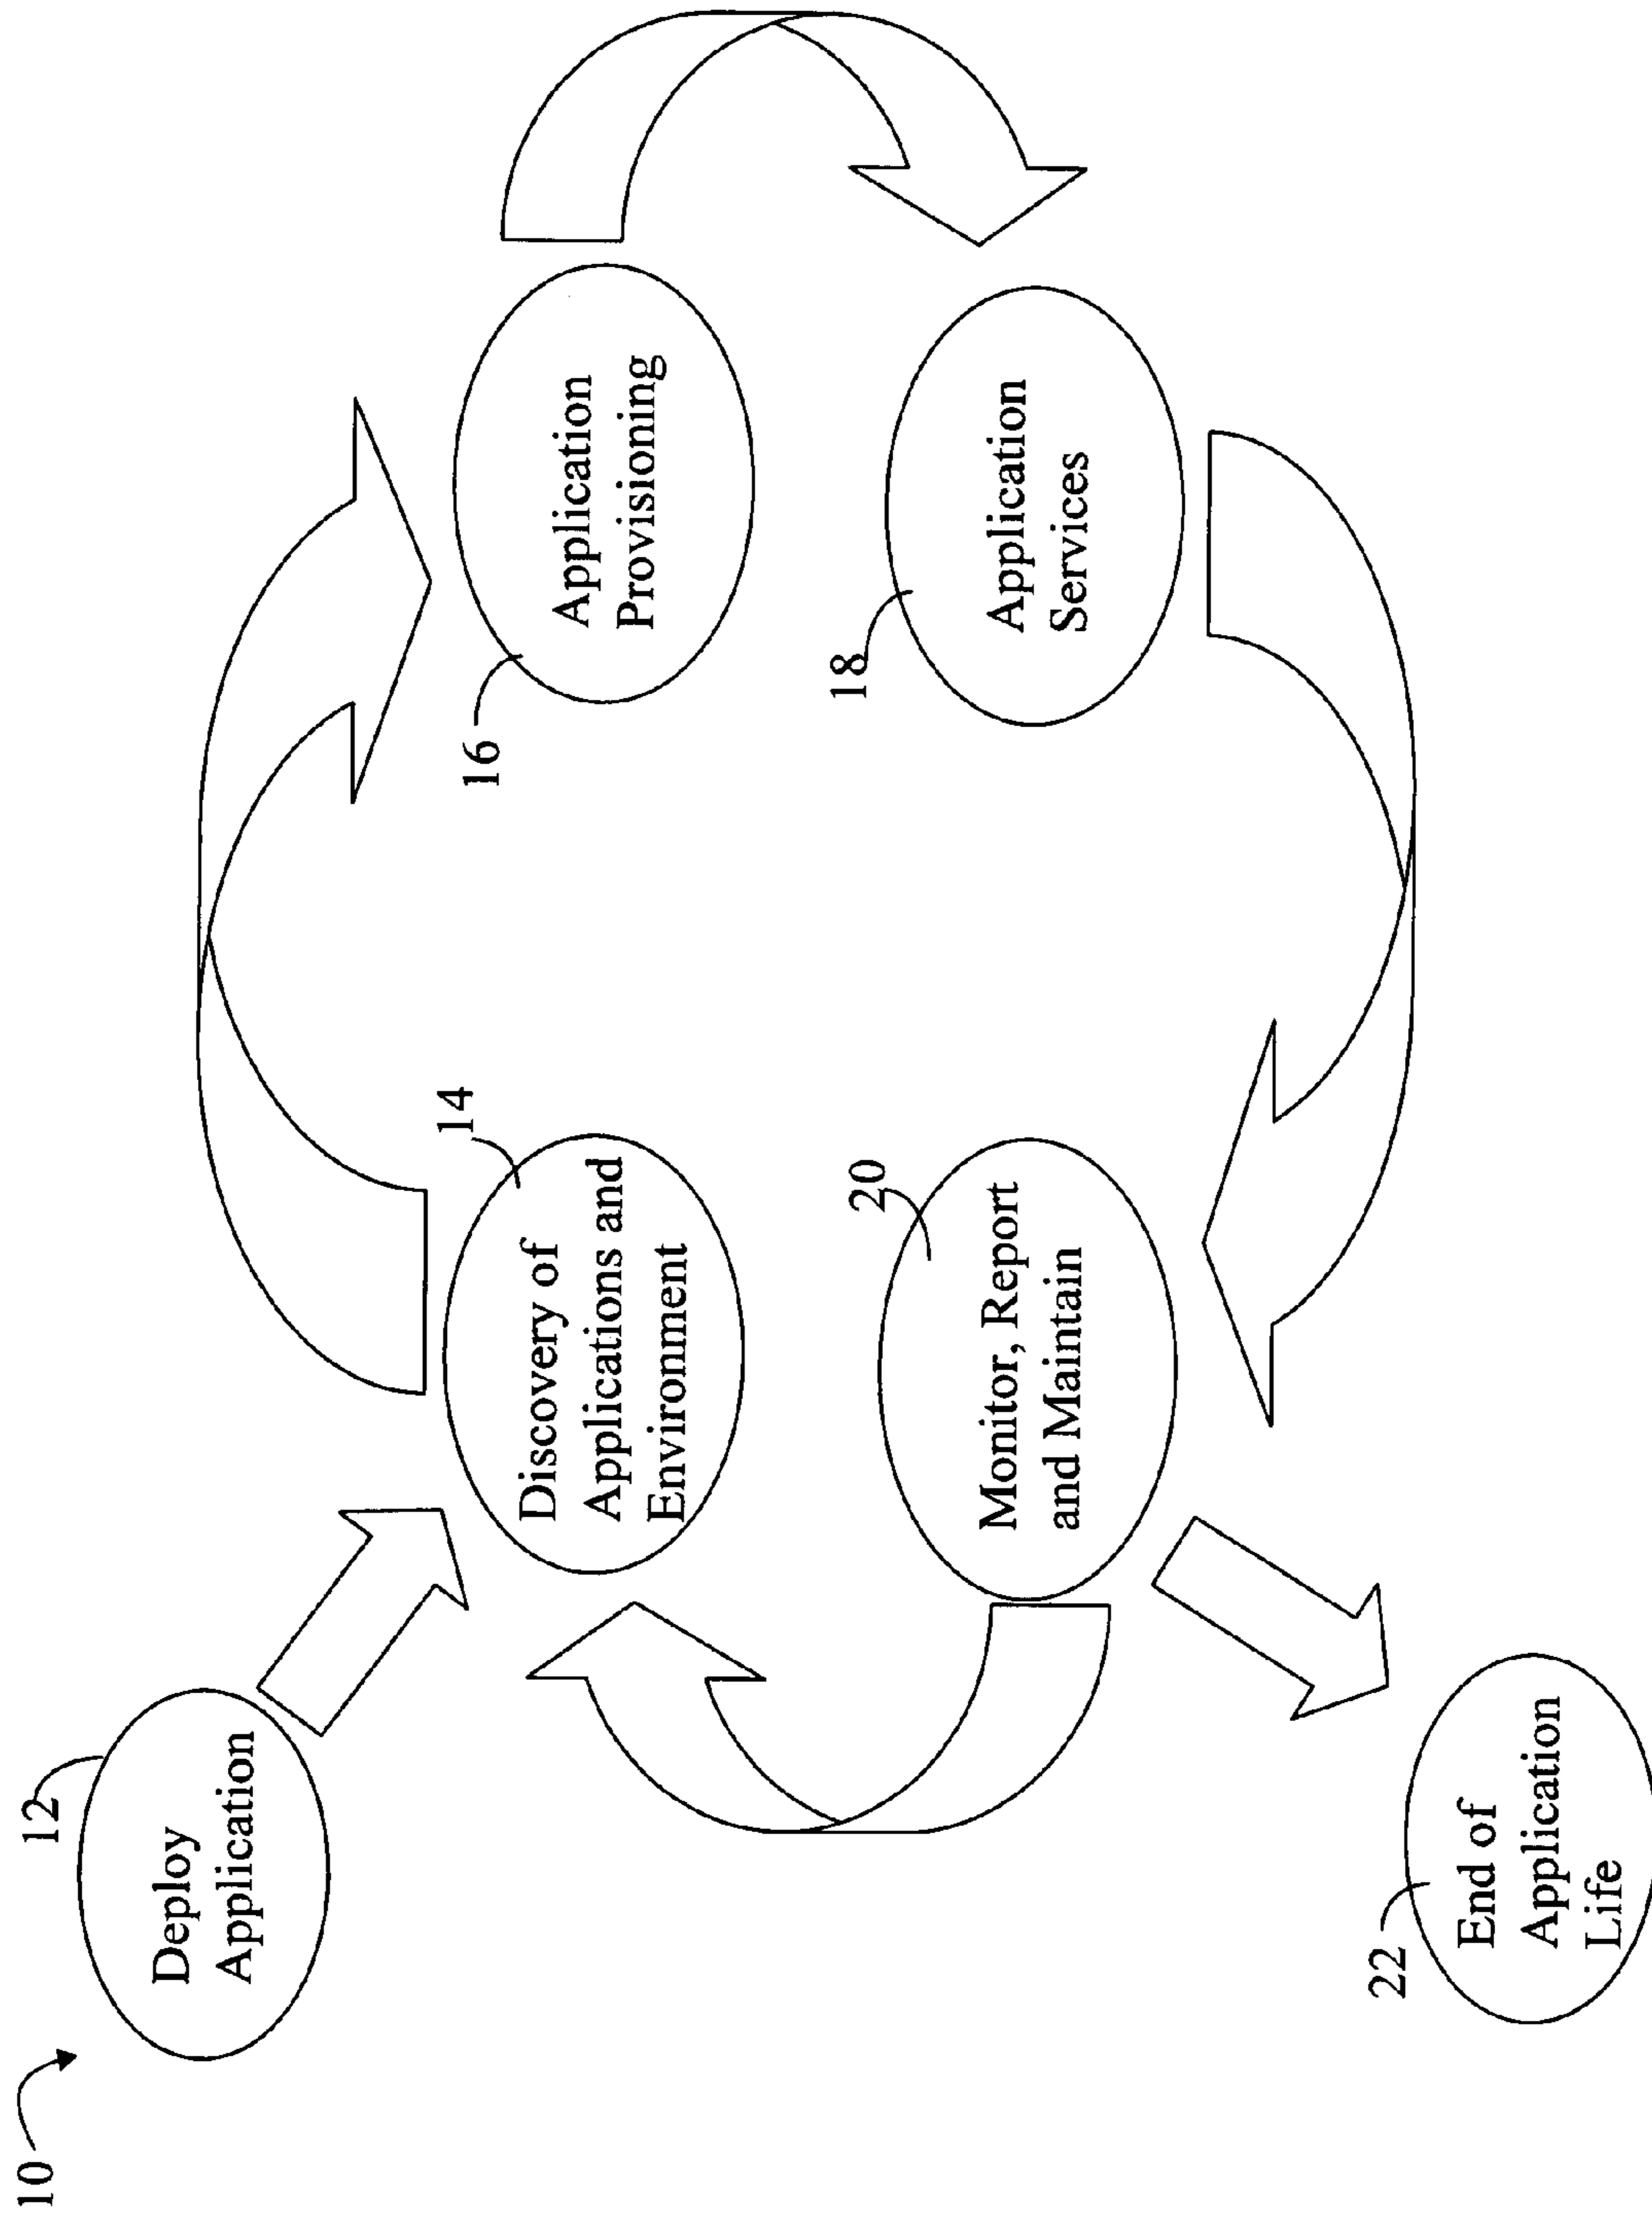 10
12
Deploy
Application
14
Discovery of
Applications and
Environment
16
Application
Provisioning
18
Application
Services
20
Monitor, Report
and Maintain
22
End of
Application
Life